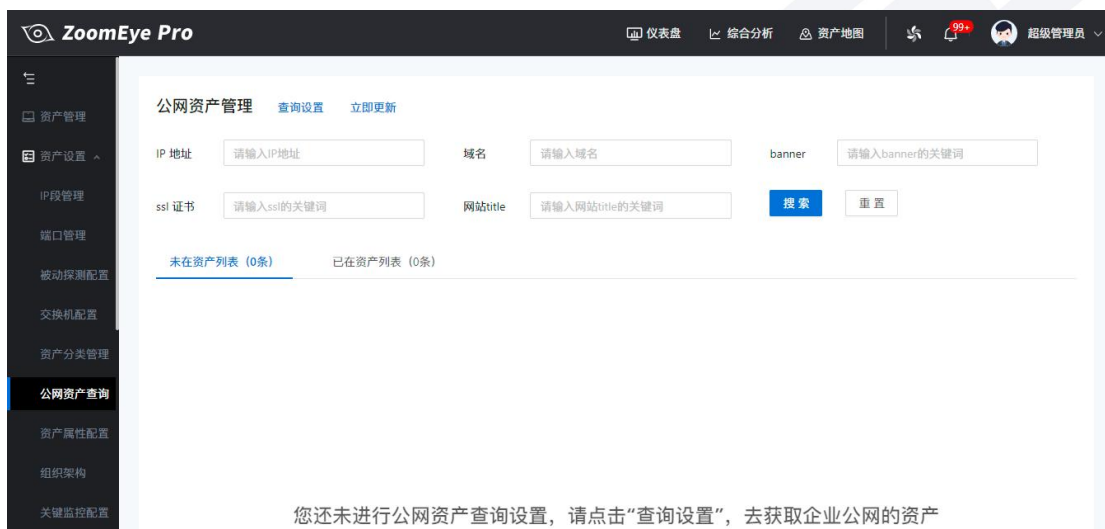 ZoomEye Pro
仪表盘
综合分析
资产地图
99+
超级管理员
资产管理
资产设置
IP段管理
端口管理
被动探测配置
交换机配置
资产分类管理
公网资产查询
资产属性配置
组织架构
关键监控配置
公网资产管理 查询设置 立即更新
IP 地址 请输入IP地址 域名 请输入域名 banner 请输入banner的关键词
ssl 证书 请输入ssl的关键词 网站title 请输入网站title的关键词 搜 索 重 置
未在资产列表（0条） 已在资产列表（0条）
您还未进行公网资产查询设置，请点击“查询设置”，去获取企业公网的资产